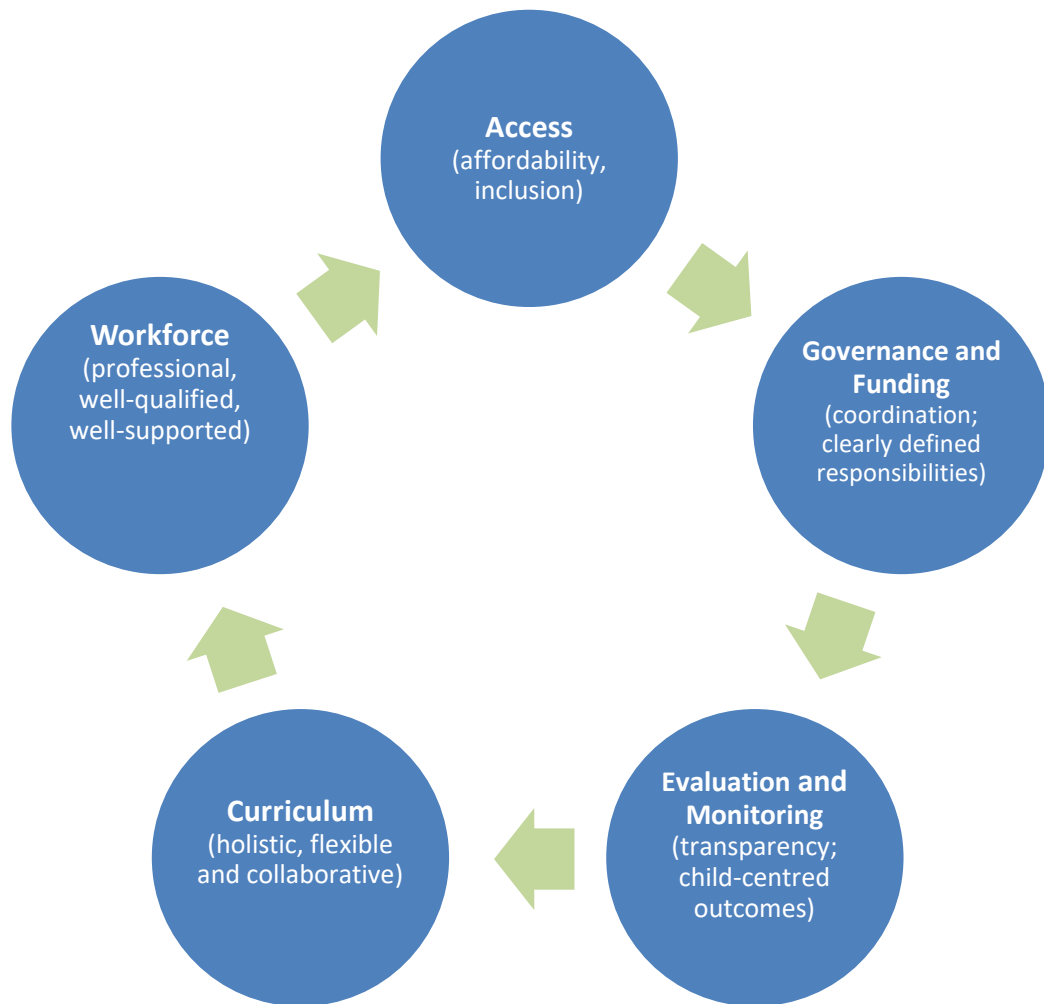 Access
(affordability,
inclusion)
Governance and
Funding
(coordination;
clearly defined
responsibilities)
Evaluation and
Monitoring
(transparency;
child-centred
outcomes)
Curriculum
(holistic, flexible
and collaborative)
Workforce
(professional,
well-qualified,
well-supported)